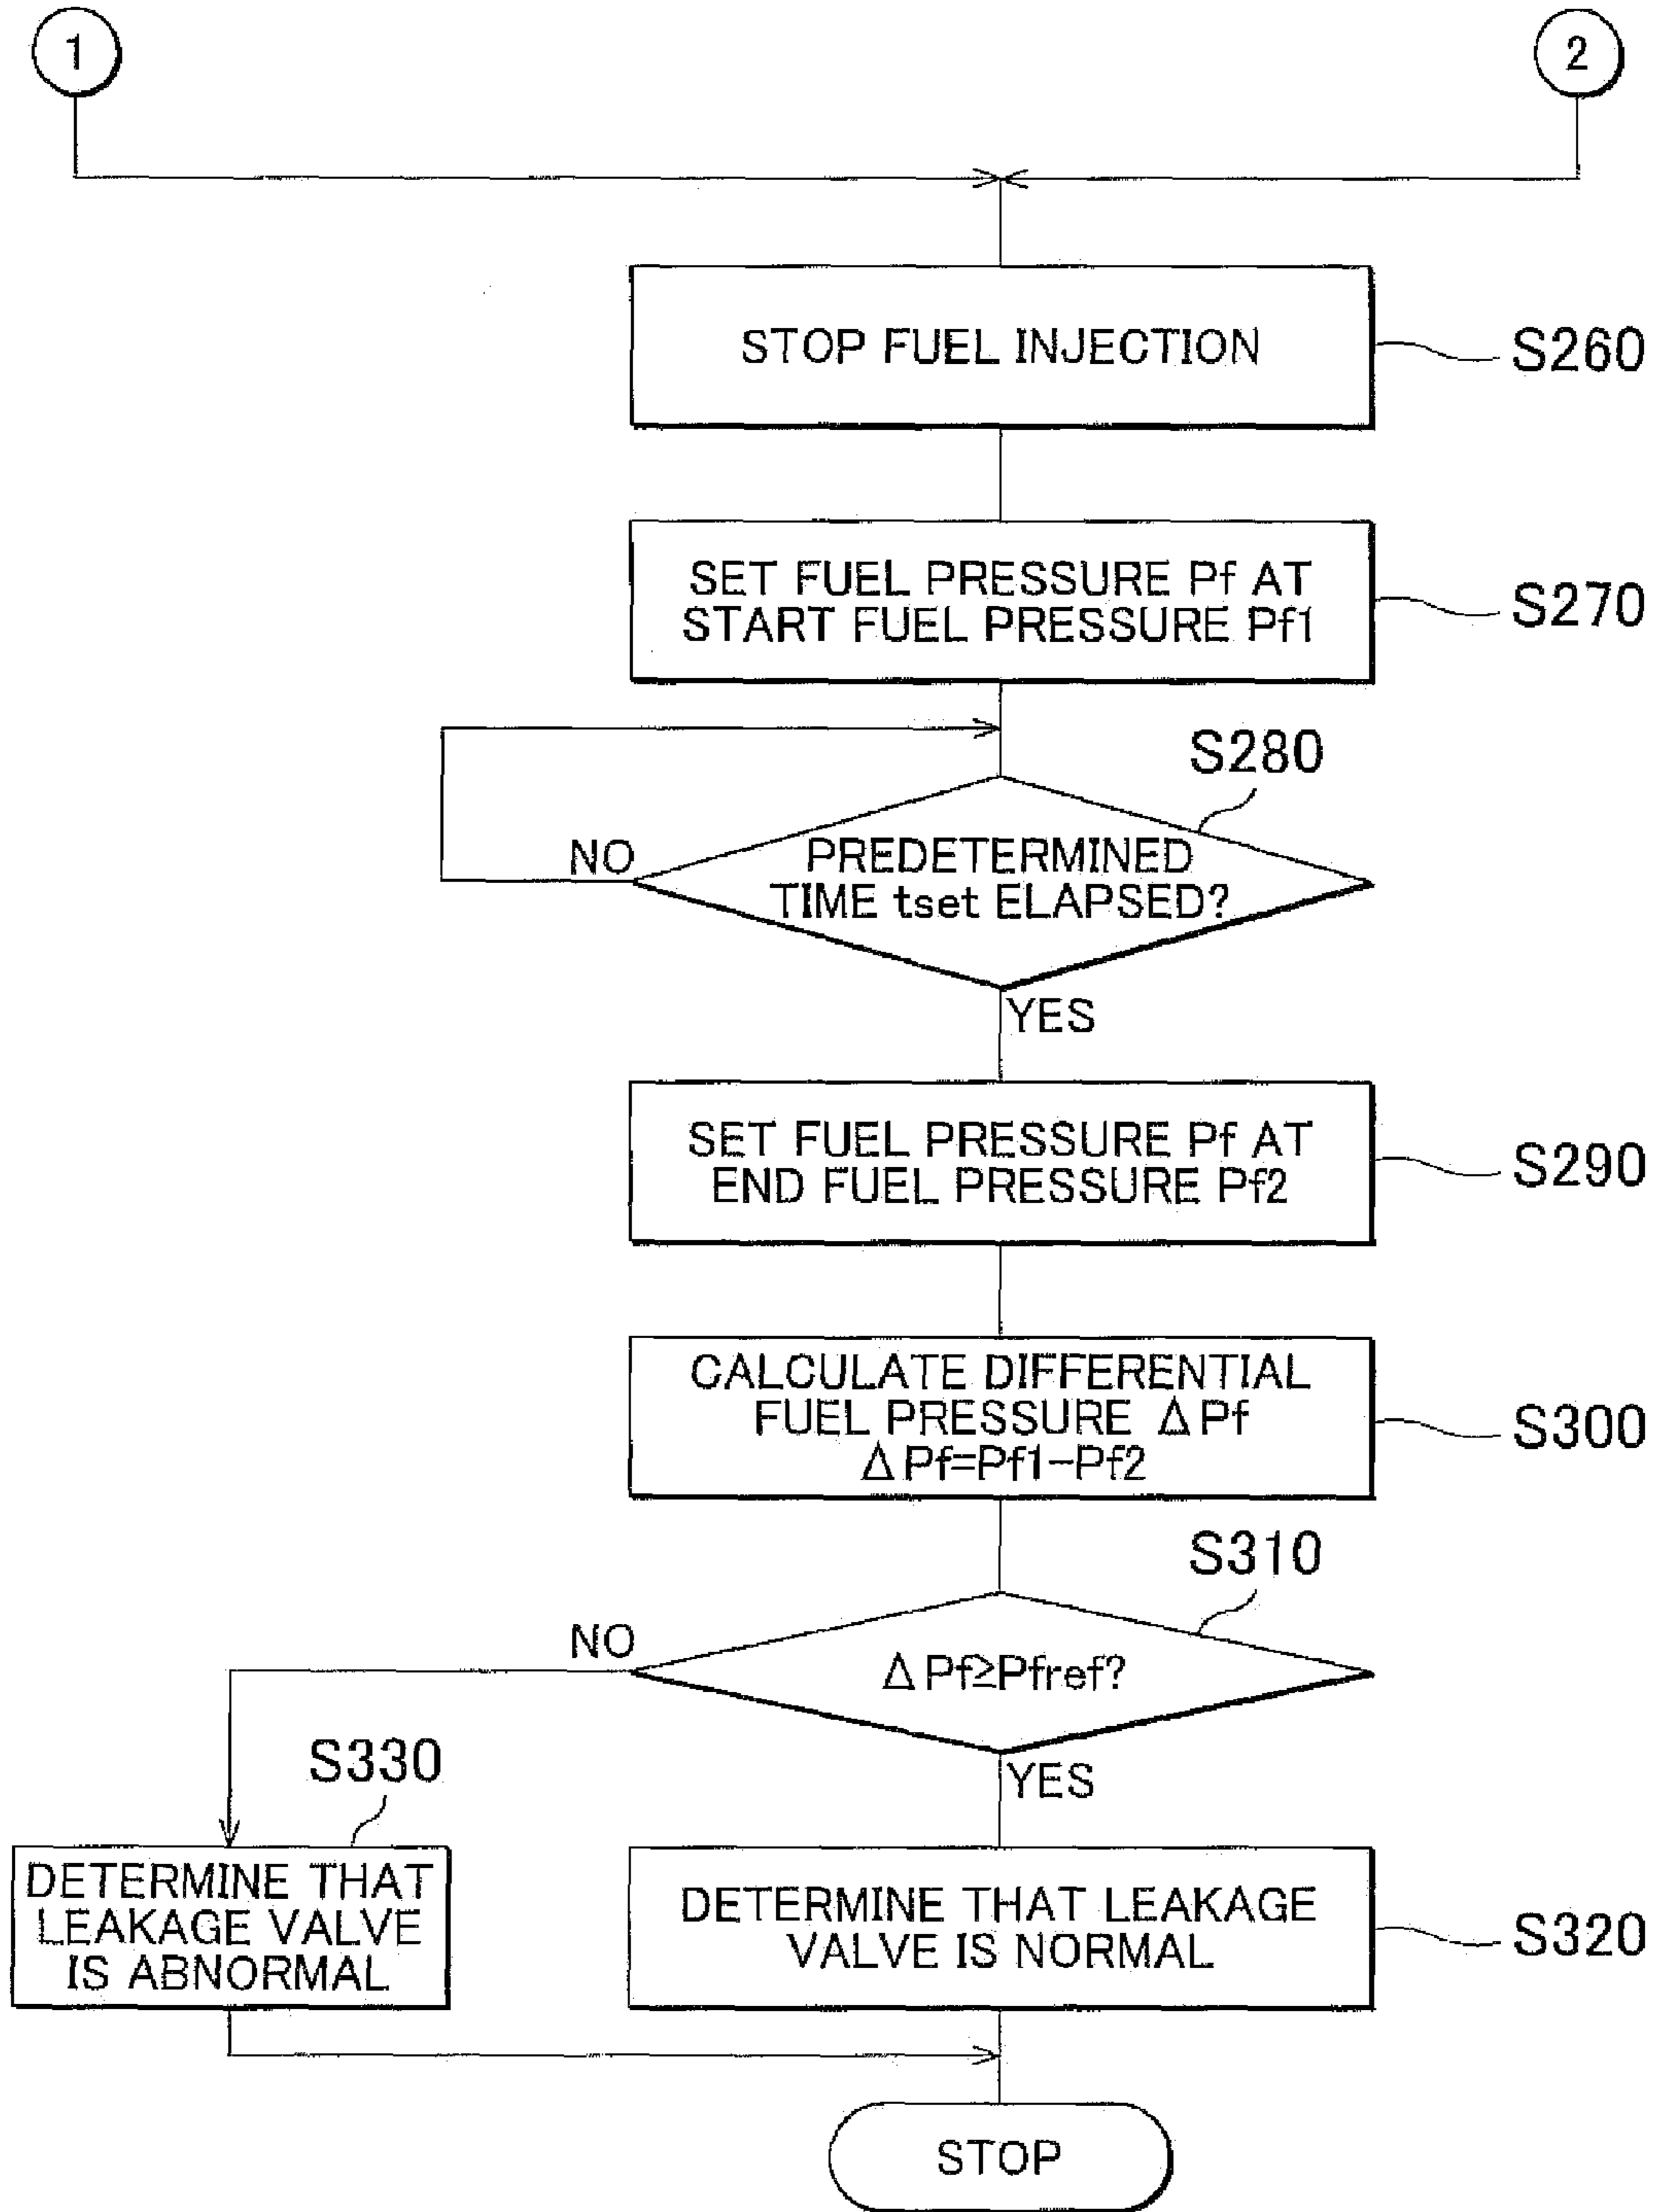 1
2
STOP FUEL INJECTION
S260
SET FUEL PRESSURE Pf AT
START FUEL PRESSURE Pf1
S270
S280
NO
PREDETERMINED
TIME tset ELAPSED?
YES
SET FUEL PRESSURE Pf AT
END FUEL PRESSURE Pf2
S290
CALCULATE DIFFERENTIAL
FUEL PRESSURE Δ Pf
Δ Pf=Pf1-Pf2
S300
S310
NO
Δ Pf≥Pfref?
YES
S330
DETERMINE THAT
LEAKAGE VALVE
IS ABNORMAL
DETERMINE THAT LEAKAGE
VALVE IS NORMAL
S320
STOP